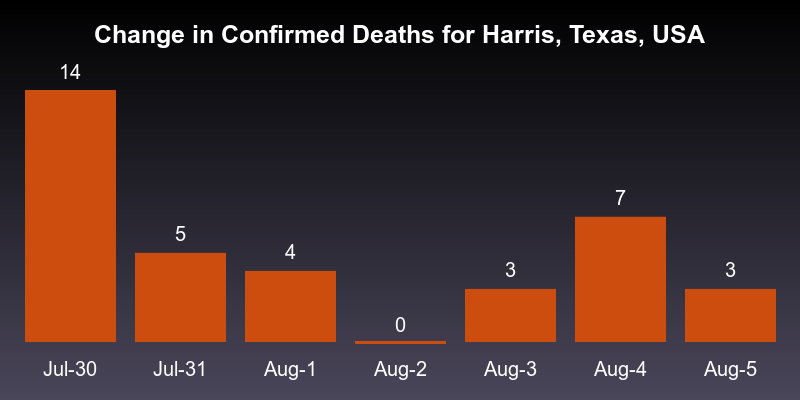 Change in Confirmed Deaths for Harris, Texas, USA
14
5
4
0
3
7
3
Jul-30
Jul-31
Aug-1
Aug-2
Aug-3
Aug-4
Aug-5